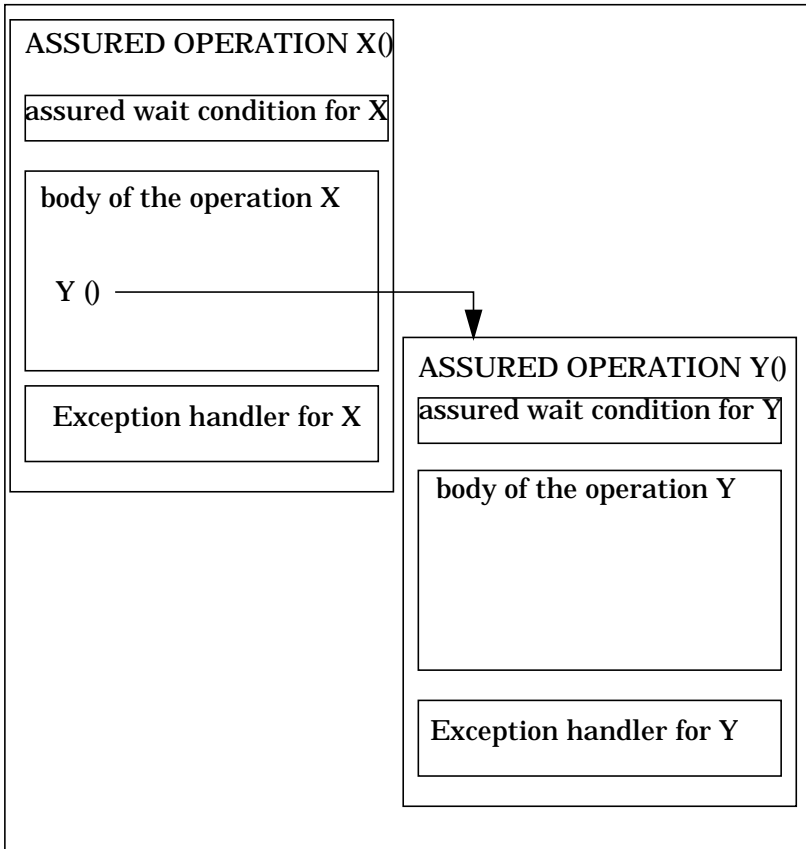 ASSURED OPERATION X()
assured wait condition for X
body of the operation X
Y ()
Exception handler for X
ASSURED OPERATION Y()
assured wait condition for Y
body of the operation Y
Exception handler for Y